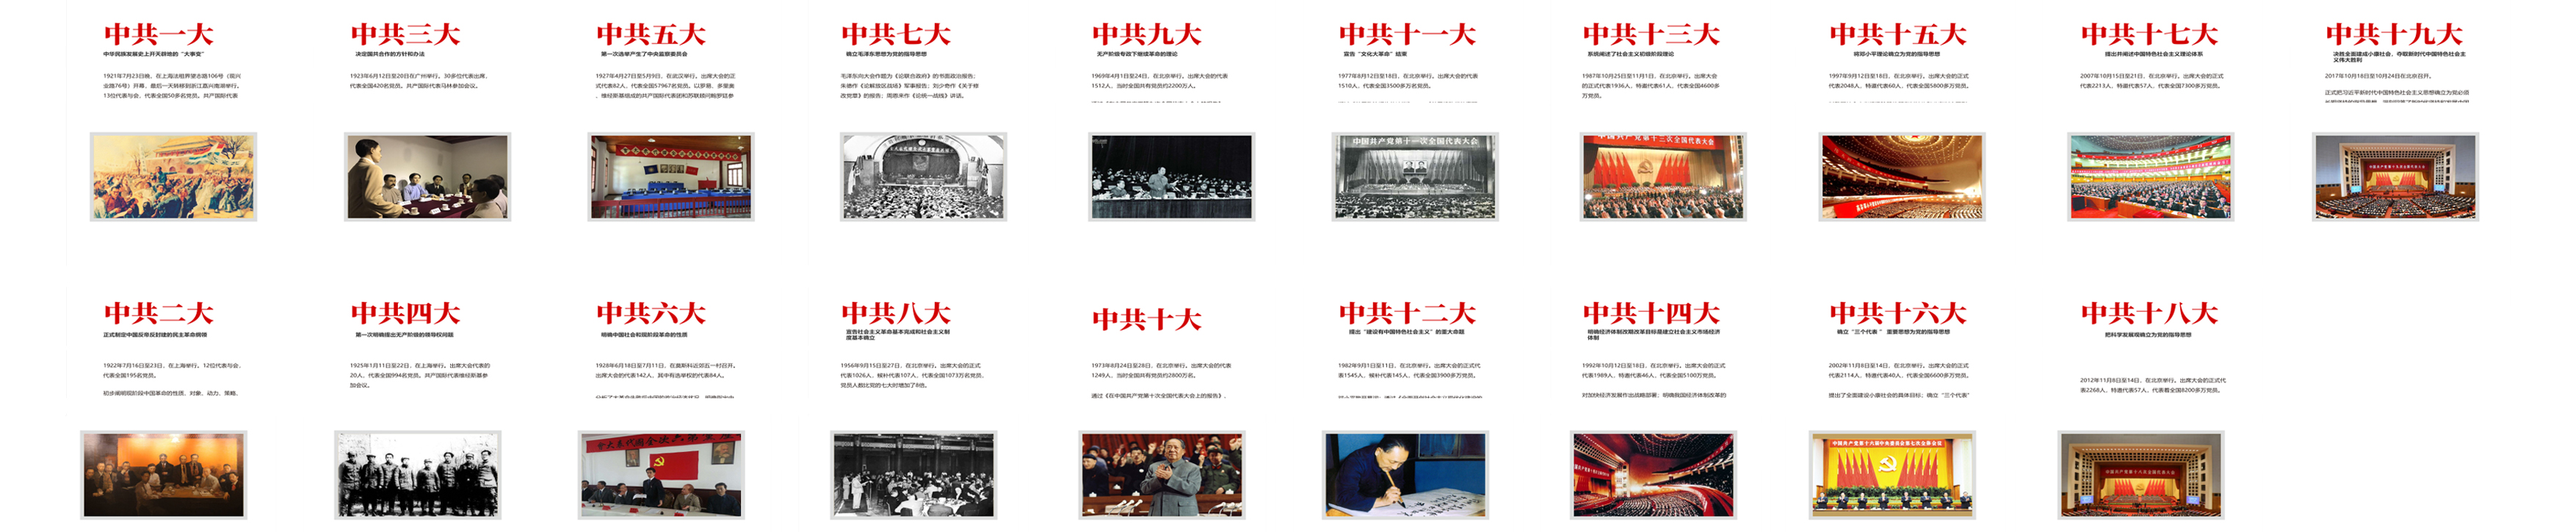 中共一大
中华民族发展史上开天辟地的“大事变”
1921年7月23日晚，在上海法租界望志路106号（现兴
业路76号）开幕，最后一天转移到浙江嘉兴南湖举行。
13位代表与会，代表全国50多名党员。共产国际代表
中共三大
决定国共合作的方针和办法
1923年6月12日至20日在广州举行。30多位代表出席，
代表全国420名党员。共产国际代表马林参加会议。
中共五大
第一次选举产生了中央监察委员会
1927年4月27日至5月9日，在武汉举行。出席大会的正
式代表82人，代表全国57967名党员。以罗易、多里奥
、维经斯基组成的共产国际代表团和苏联顾问鲍罗廷参
中共七大
确立毛泽东思想为党的指导思想
毛泽东向大会作题为《论联合政府》的书面政治报告；
朱德作《论解放区战场》军事报告；刘少奇作《关于修
改党章》的报告；周恩来作《论统一战线》讲话。
中共九大
无产阶级专政下继续革命的理论
1969年4月1日至24日，在北京举行。出席大会的代表
1512人，当时全国共有党员约2200万人。
中共十一大
宣告“文化大革命”结束
1977年8月12日至18日，在北京举行。出席大会的代表
1510人，代表全国3500多万名党员。
中国共产党第十一次全国代表大会
中共十三大
系统阐述了社会主义初级阶段理论
1987年10月25日至11月1日，在北京举行。出席大会
的正式代表1936人，特邀代表61人，代表全国4600多
万党员。
中国共产党第十三次全国代表大会
中共十五大
将邓小平理论确立为党的指导思想
1997年9月12日至18日，在北京举行。出席大会的正式
代表2048人，特邀代表60人，代表全国5800多万党员。
中共十七大
提出并阐述中国特色社会主义理论体系
2007年10月15日至21日，在北京举行。出席大会的正式
代表2213人，特邀代表57人，代表全国7300多万党员。
中共十九大
决胜全面建成小康社会，夺取新时代中国特色社会主
义伟大胜利
2017年10月18日至10月24日在北京召开。
正式把习近平新时代中国特色社会主义思想确立为党必须
中共二大
正式制定中国反帝反封建的民主革命纲领
1922年7月16日至23日，在上海举行。12位代表与会，
代表全国195名党员。
初步阐明现阶段中国革命的性质、对象、动力、策略、
中共四大
第一次明确提出无产阶级的领导权问题
1925年1月11日至22日，在上海举行。出席大会代表的
20人，代表全国994名党员。共产国际代表维经斯基参
加会议。
中共六大
明确中国社会和现阶段革命的性质
1928年6月18日至7月11日，在莫斯科近郊五一村召开。
出席大会的代表142人，其中有选举权的代表84人。
中共八大
宣告社会主义革命基本完成和社会主义制
度基本确立
1956年9月15日至27日，在北京举行。出席大会的正式
代表1026人，候补代表107人，代表全国1073万名党员，
党员人数比党的七大时增加了8倍。
中共十大
1973年8月24日至28日，在北京举行。出席大会的代表
1249人，当时全国共有党员约2800万名。
通过《在中国共产党第十次全国代表大会上的报告》、
中共十二大
提出“建设有中国特色社会主义”的重大命题
1982年9月1日至11日，在北京举行。出席大会的正式代
表1545人，候补代表145人，代表全国3900多万党员。
中共十四大
明确经济体制改期改革目标是建立社会主义市场经济
体制
1992年10月12日至18日，在北京举行。出席大会的正式
代表1989人，特邀代表46人，代表全国5100万党员。
对加快经济发展作出战略部署；明确我国经济体制改革的
中共十六大
确立“三个代表”重要思想为党的指导思想
2002年11月8日至14日，在北京举行。出席大会的正式
代表2114人，特邀代表40人，代表全国6600多万党员。
提出了全面建设小康社会的具体目标；确立“三个代表”
中共十八大
把科学发展观确立为党的指导思想
2012年11月8日至14日，在北京举行。出席大会的正式代
表2268人，特邀代表57人，代表着全国8200多万党员。